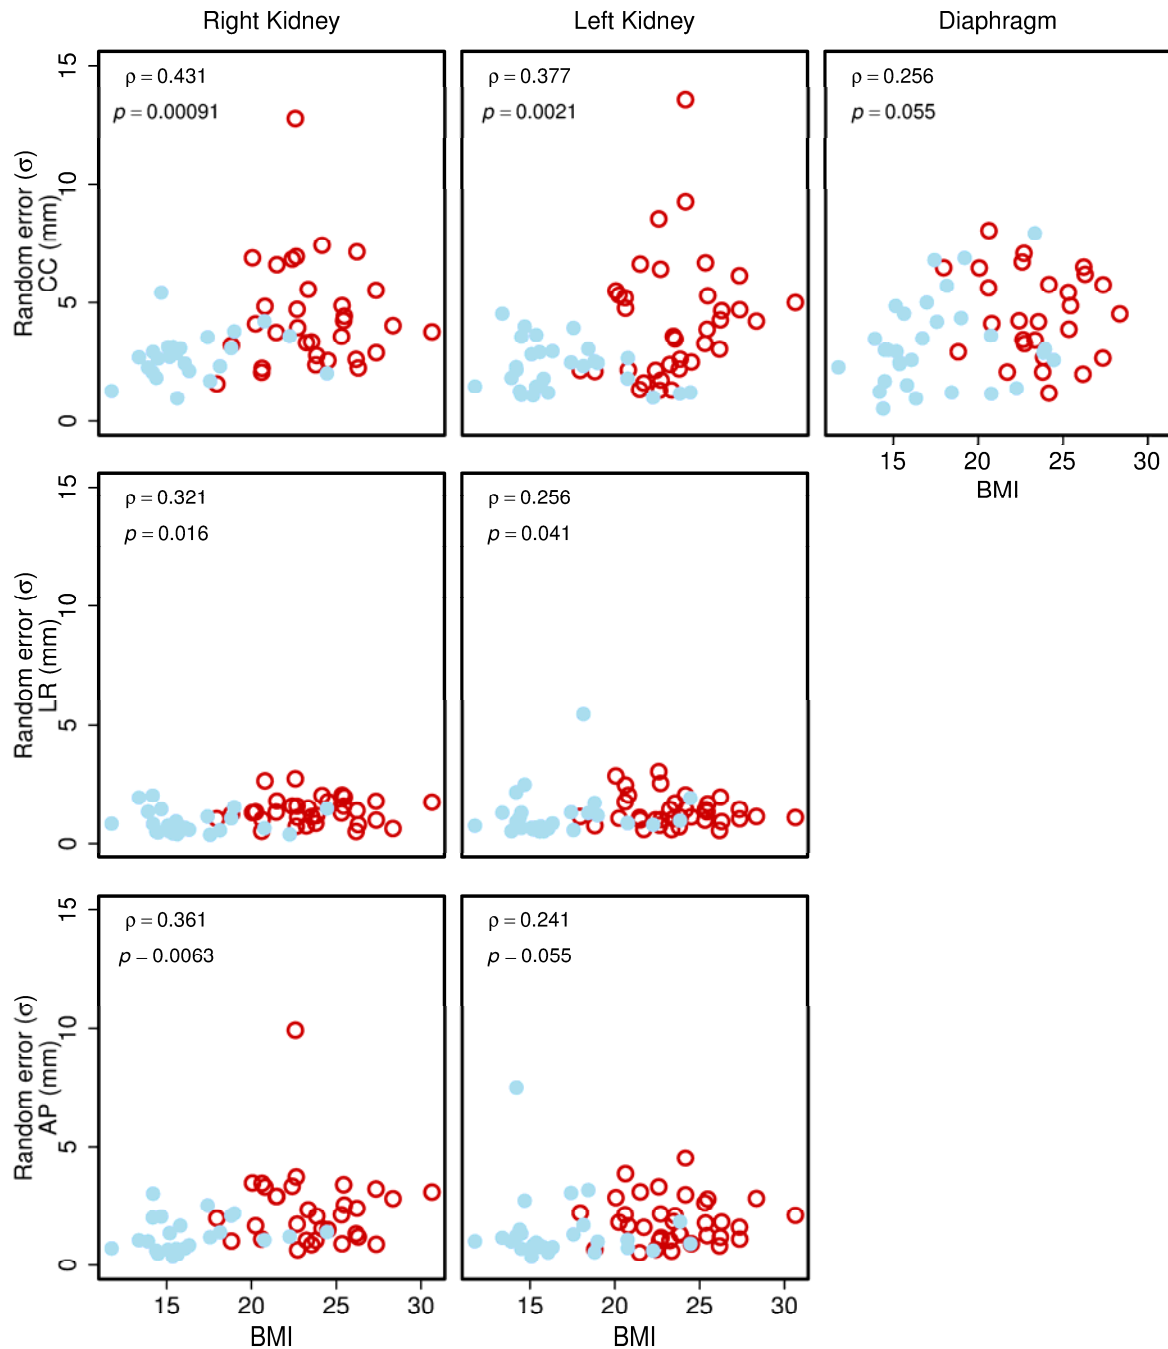 Right Kidney
Left Kidney
Diaphragm
Random error (σ)
CC (mm)
15
10
5
0
ρ = 0.431
p = 0.00091
ρ = 0.377
p = 0.0021
ρ = 0.256
p = 0.055
15
20
25
30
BMI
Random error (σ)
LR (mm)
15
10
5
0
ρ = 0.321
p = 0.016
ρ = 0.256
p = 0.041
Random error (σ)
AP (mm)
15
10
5
0
ρ = 0.361
p – 0.0063
ρ = 0.241
p – 0.055
15
20
25
30
BMI
15
20
25
30
BMI